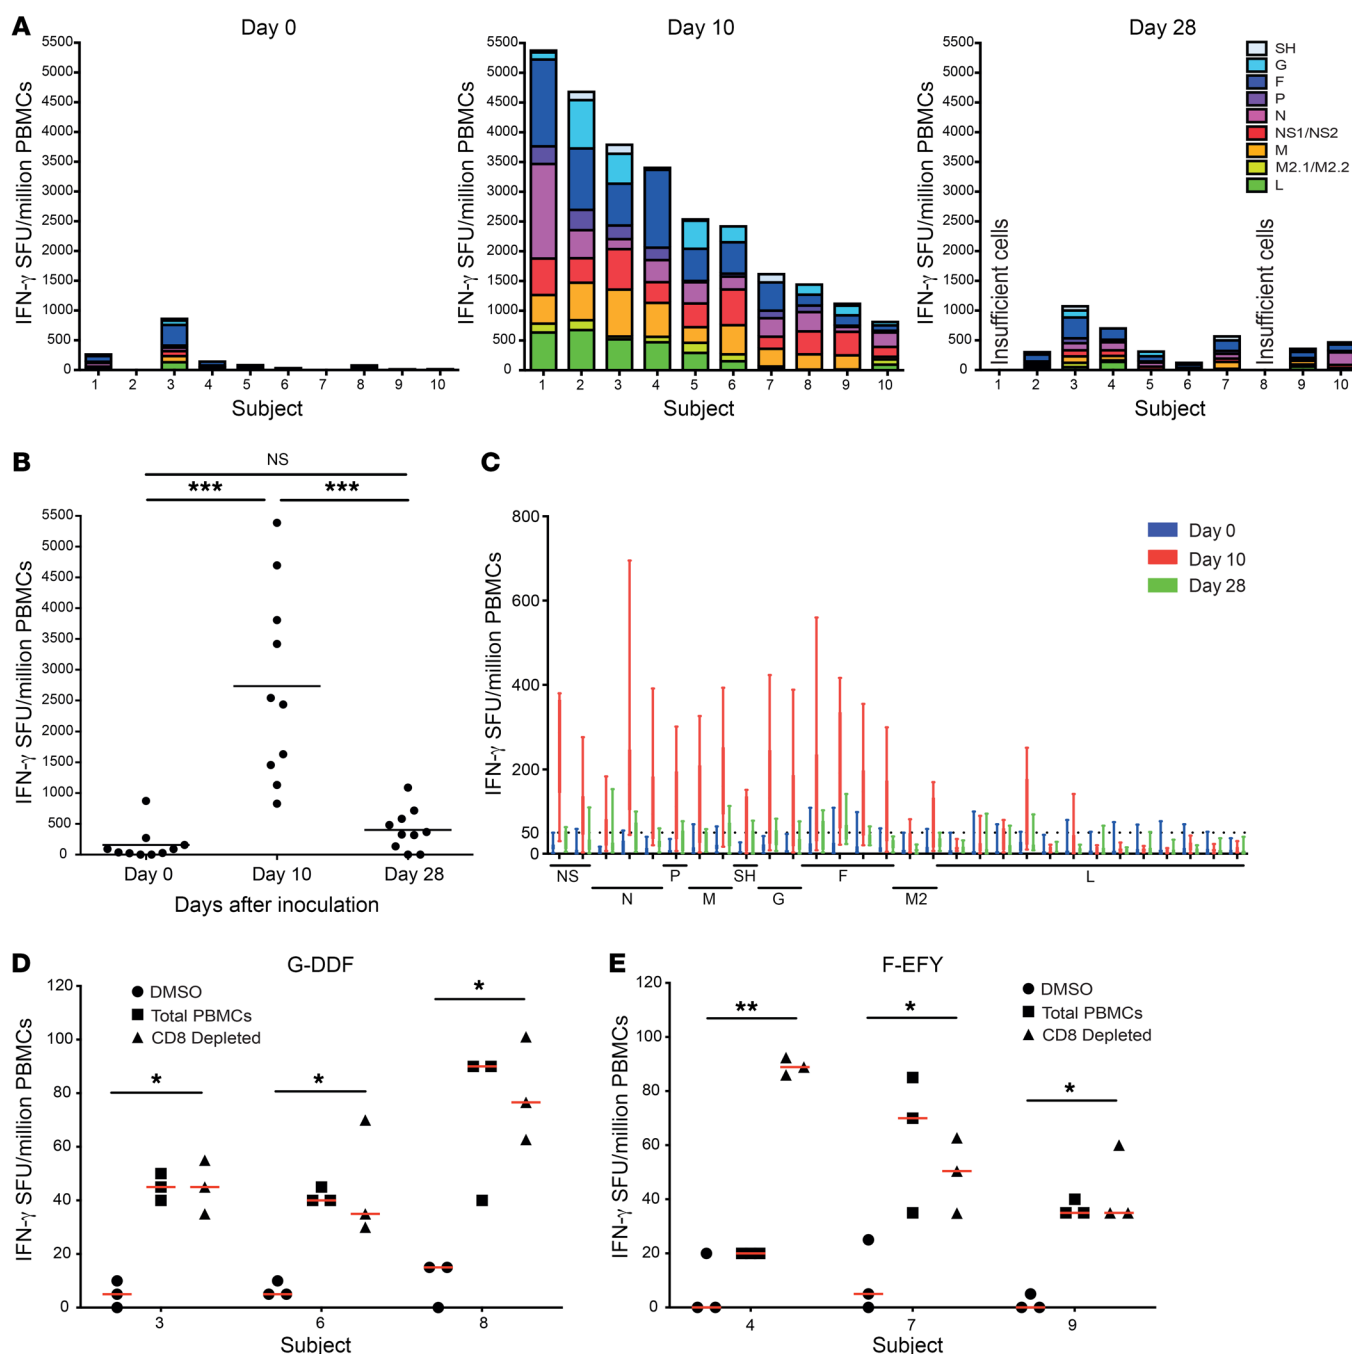 A
Day 0
Day 10
Day 28
IFN-γ SFU/million PBMCs
5500
5000
4500
4000
3500
3000
2500
2000
1500
1000
500
0
1 2 3 4 5 6 7 8 9 10
Subject
IFN-γ SFU/million PBMCs
5500
5000
4500
4000
3500
3000
2500
2000
1500
1000
500
0
1 2 3 4 5 6 7 8 9 10
Subject
IFN-γ SFU/million PBMCs
5500
5000
4500
4000
3500
3000
2500
2000
1500
1000
500
0
Insufficient cells
Insufficient cells
1 2 3 4 5 6 7 8 9 10
Subject
SH
G
F
P
N
NS1/NS2
M
M2.1/M2.2
L
B
NS
*** ***
IFN-γ SFU/million PBMCs
5500
5000
4500
4000
3500
3000
2500
2000
1500
1000
500
0
Day 0 Day 10 Day 28
Days after inoculation
C
IFN-γ SFU/million PBMCs
800
600
400
200
50
0
Day 0
Day 10
Day 28
NS P SH F L
N M G M2
D
G-DDF
IFN-γ SFU/million PBMCs
120
100
80
60
40
20
0
DMSO
Total PBMCs
CD8 Depleted
* * *
3 6 8
Subject
E
F-EFY
IFN-γ SFU/million PBMCs
120
100
80
60
40
20
0
DMSO
Total PBMCs
CD8 Depleted
** * *
4 7 9
Subject